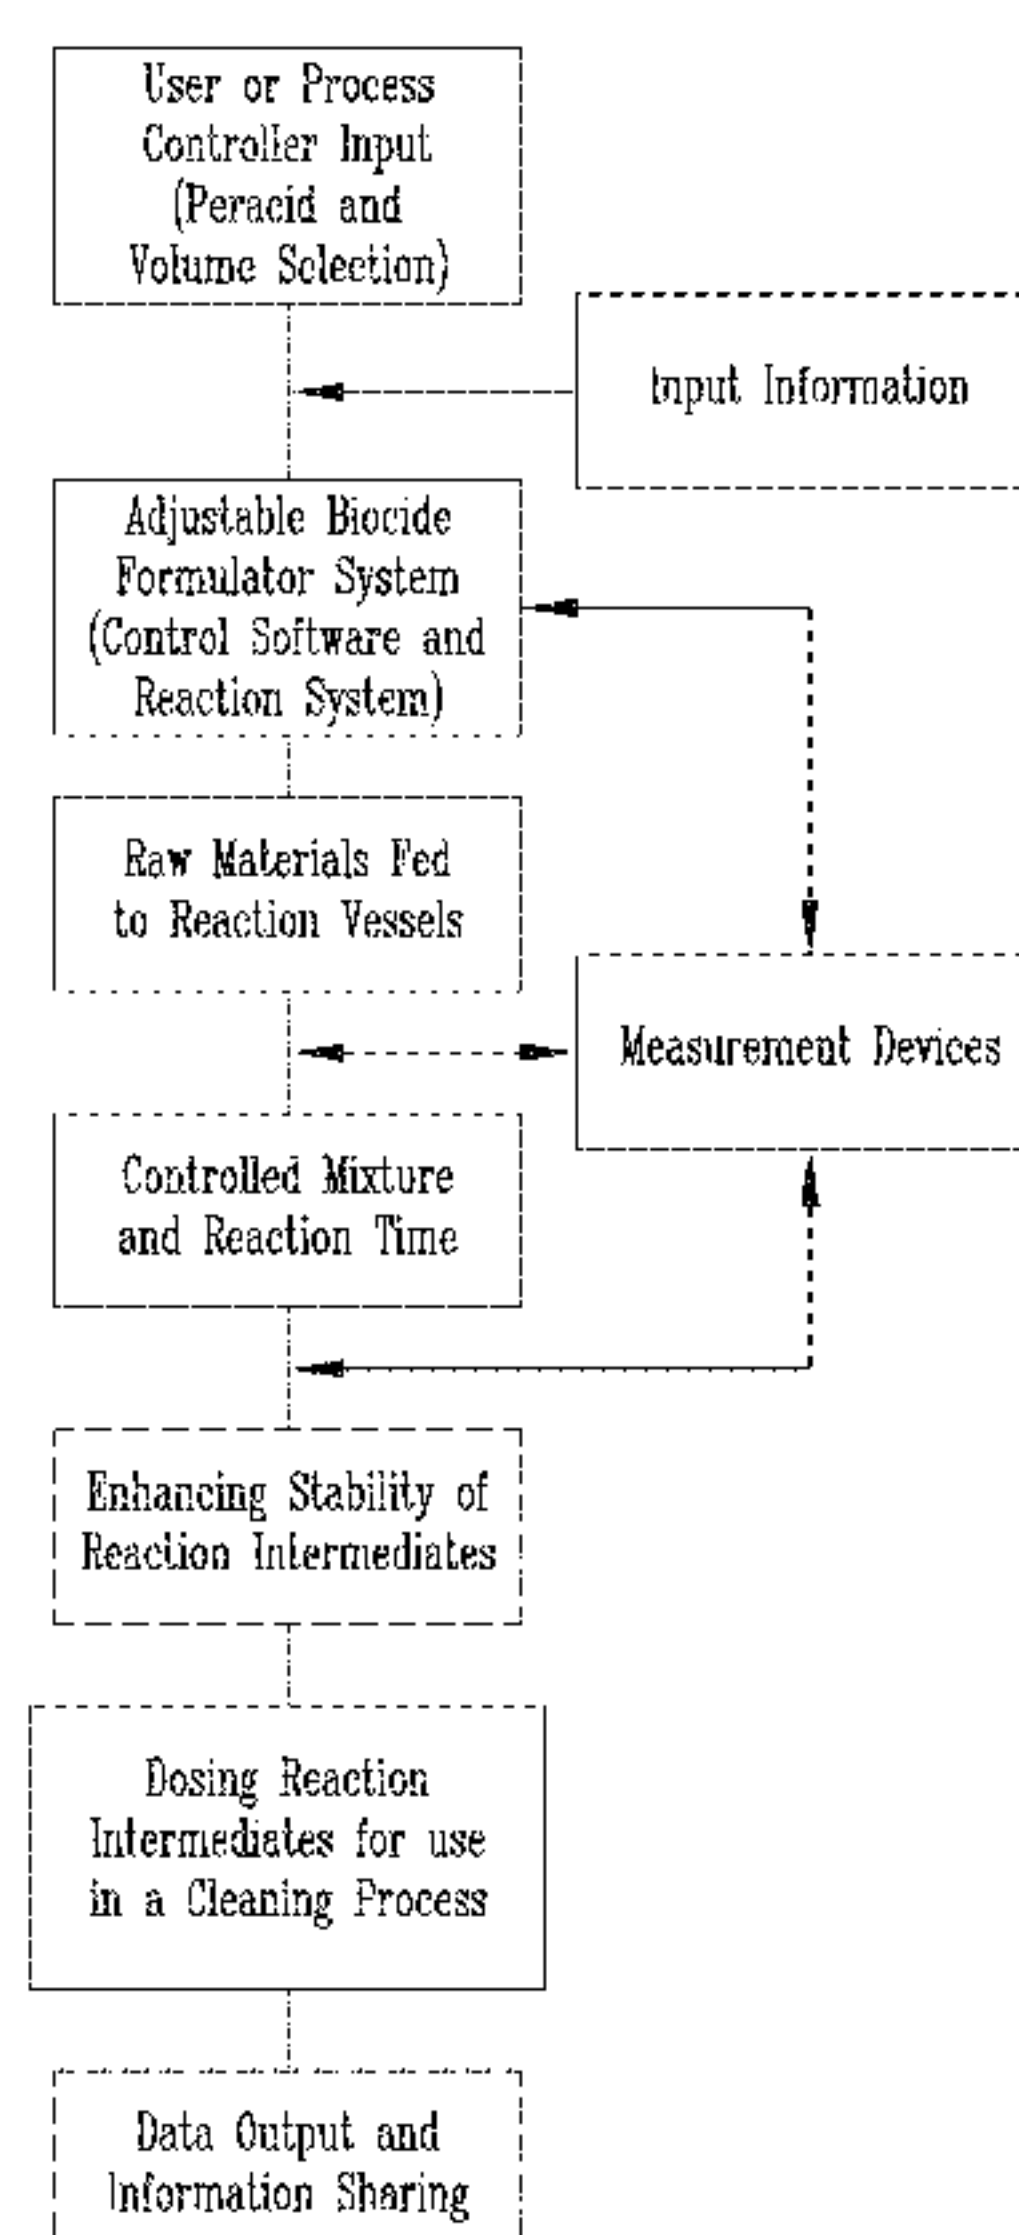 User or Process
Controller Input
(Peracid and
Volume Selection)
Input Information
Adjustable Biocide
Formulator System
(Control Software and
Reaction System)
Raw Materials Fed
to Reaction Vessels
Measurement Devices
Controlled Mixture
and Reaction Time
Enhancing Stability of
Reaction Intermediates
Dosing Reaction
Intermediates for use
in a Cleaning Process
Data Output and
Information Sharing